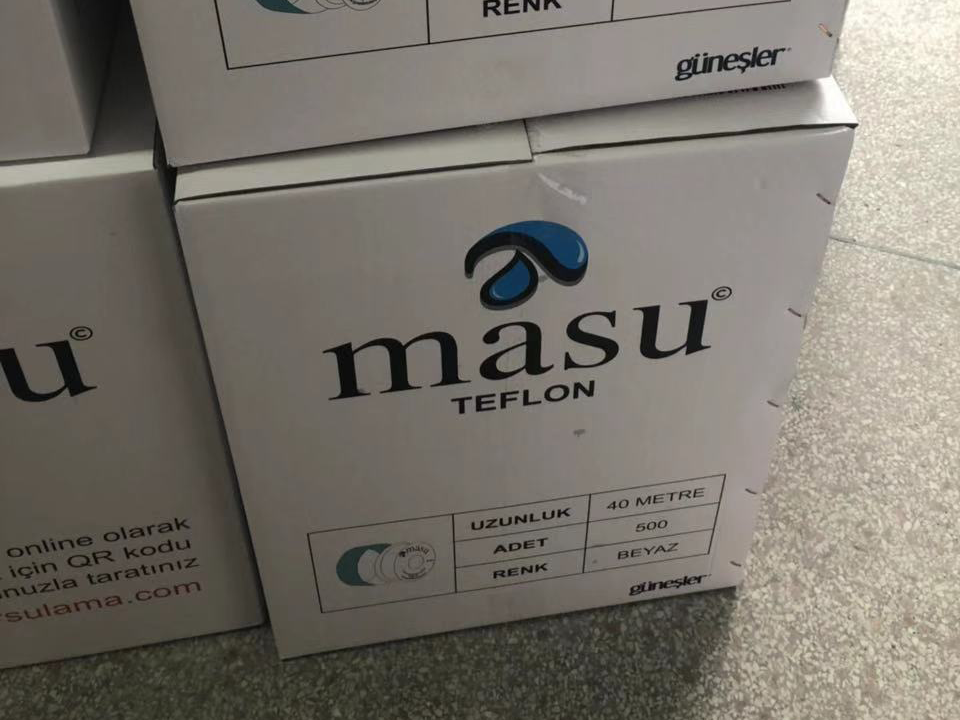 RENK
güneşler
masu©
TEFLON
UZUNLUK 40 METRE
ADET 500
RENK BEYAZ
masu
güneşler
u©
online olarak
için QR kodu
taratınız
sulama.com